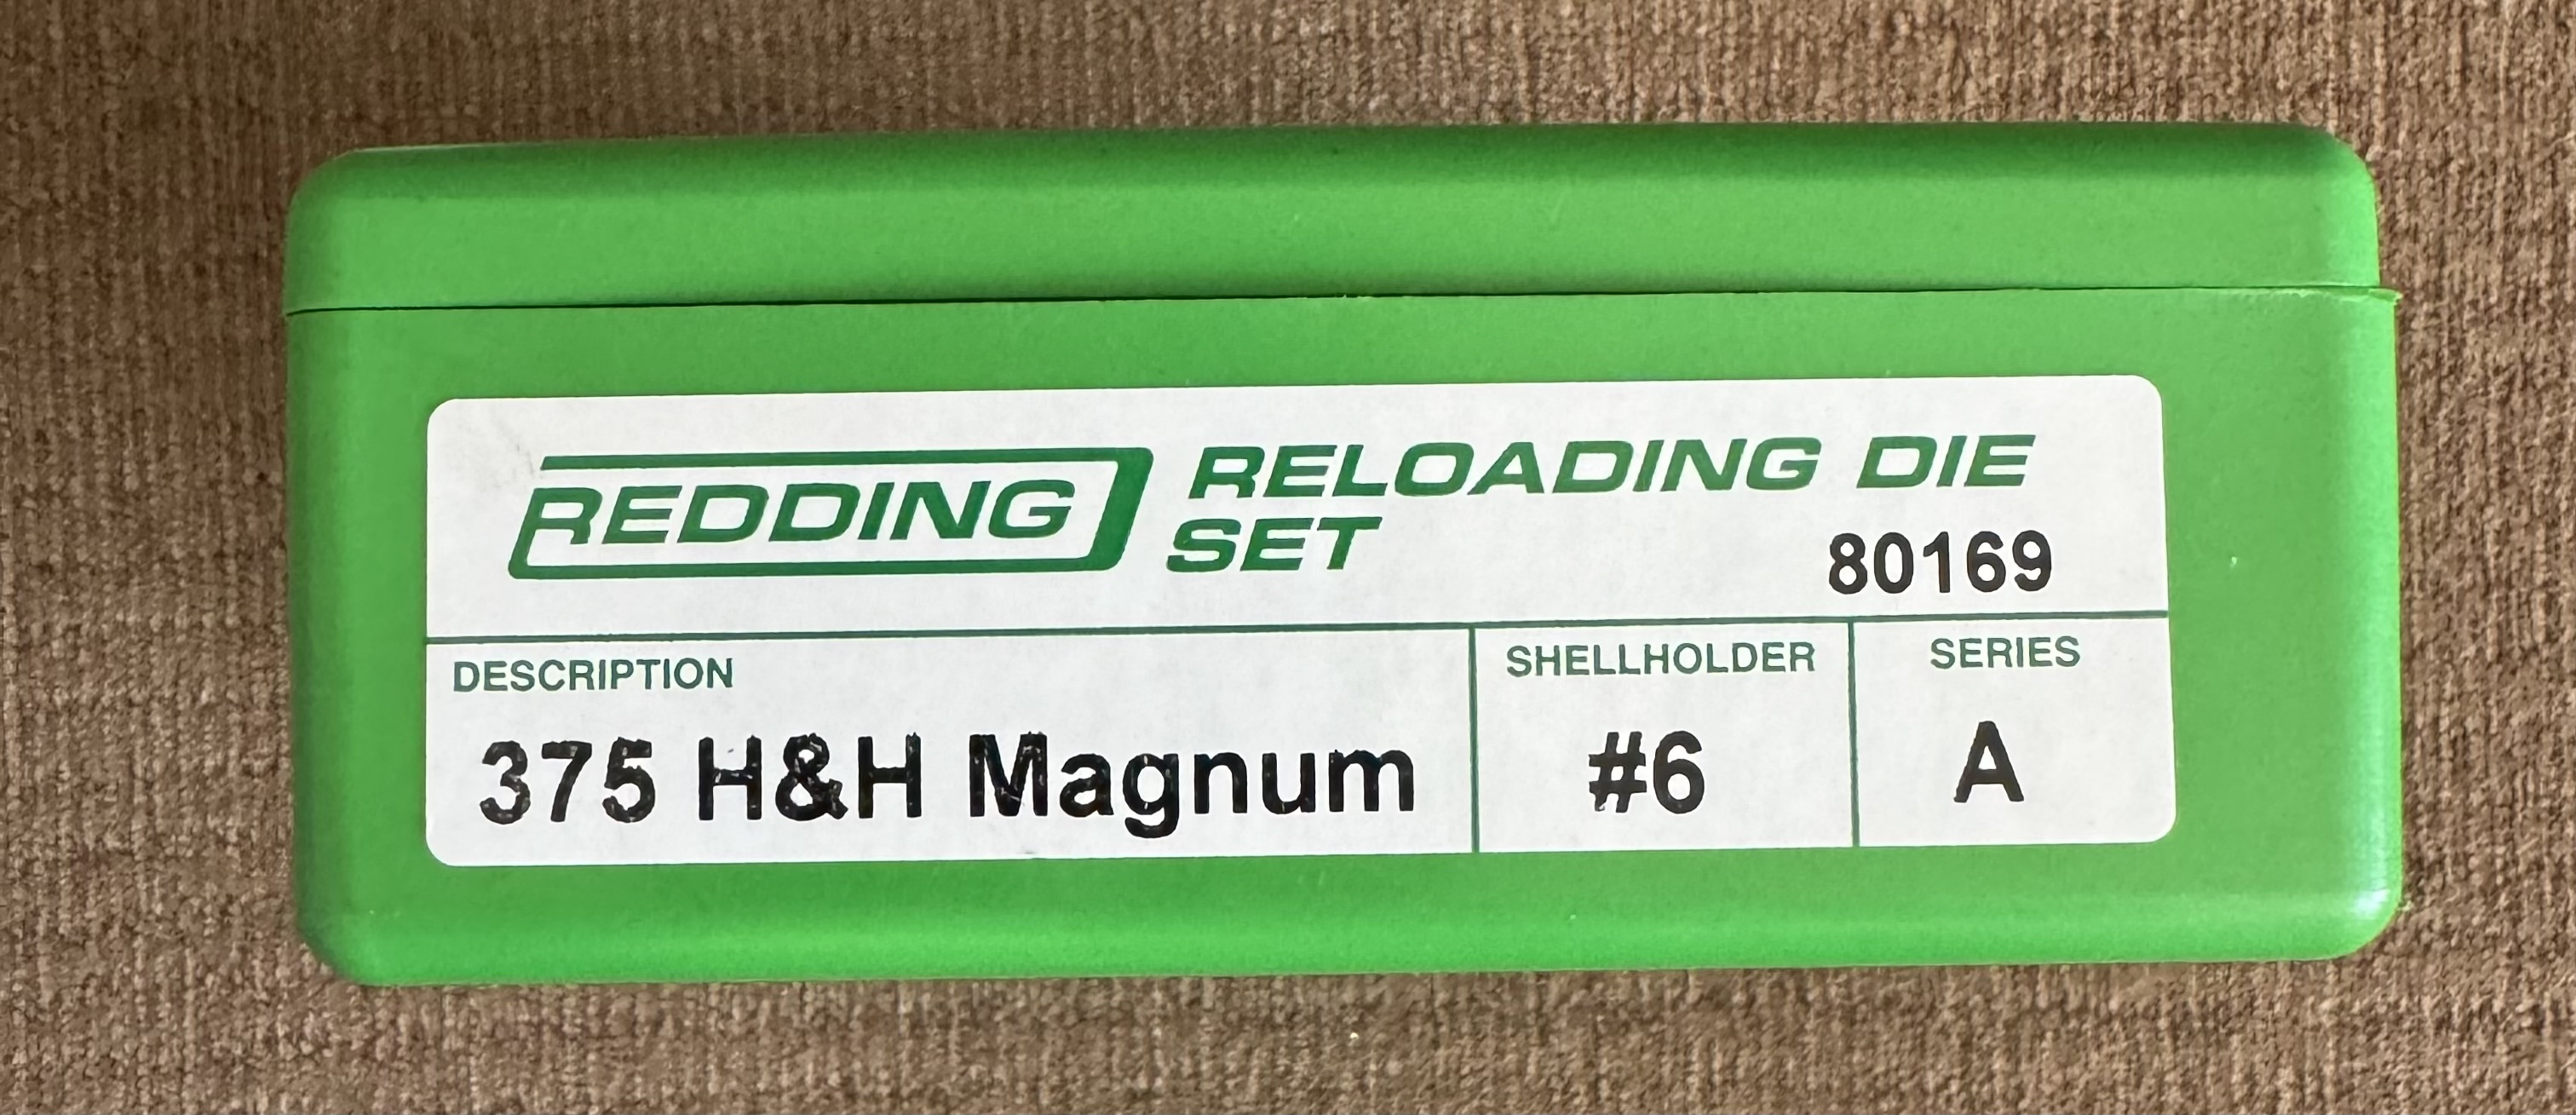 REDDING RELOADING DIE
SET
80169
DESCRIPTION
375 H&H Magnum
SHELLHOLDER
#6
SERIES
A